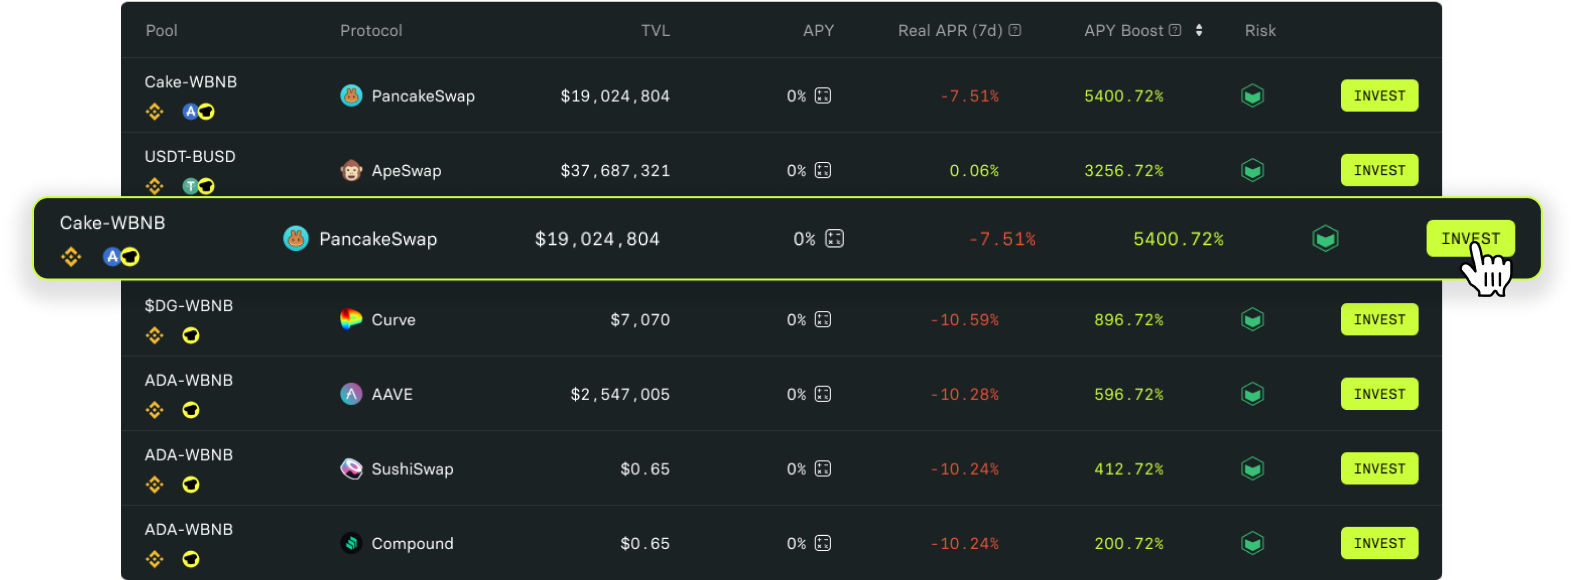 Pool Protocol TVL APY Real APR (7d) ? APY Boost ? Risk
Cake-WBNB
PancakeSwap $19,024,804 0% -7.51% 5400.72% INVEST
A
USDT-BUSD
ApeSwap $37,687,321 0% 0.06% 3256.72% INVEST
T
Cake-WBNB
PancakeSwap $19,024,804 0% -7.51% 5400.72% INVEST
A
$DG-WBNB
Curve $7,070 0% -10.59% 896.72% INVEST
ADA-WBNB
AAVE $2,547,005 0% -10.28% 596.72% INVEST
ADA-WBNB
SushiSwap $0.65 0% -10.24% 412.72% INVEST
ADA-WBNB
Compound $0.65 0% -10.24% 200.72% INVEST